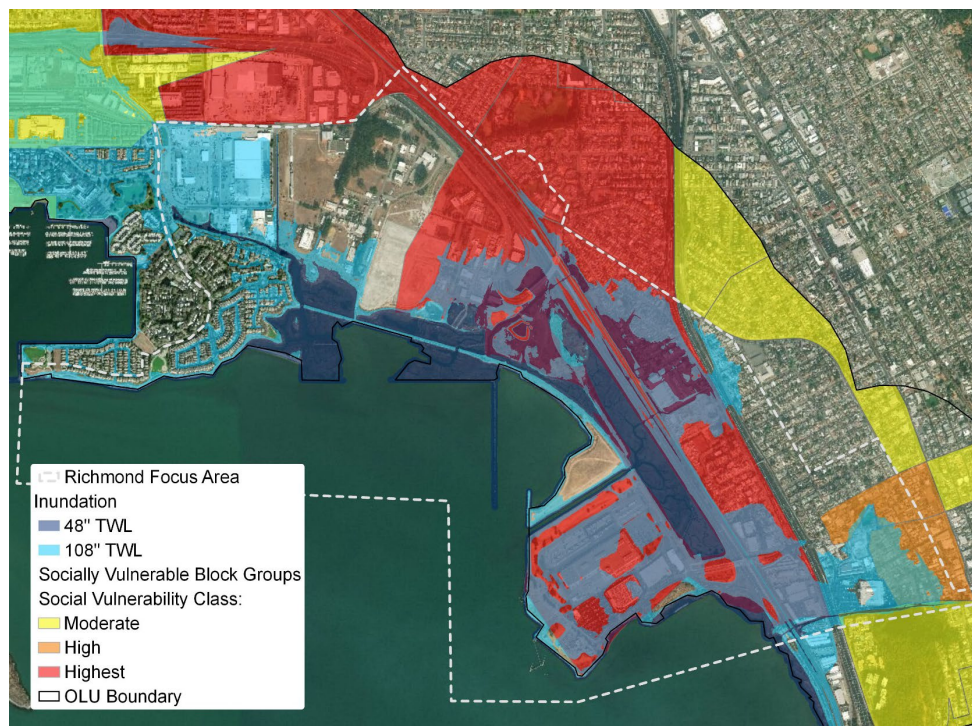 Richmond Focus Area
Inundation
48" TWL
108" TWL
Socially Vulnerable Block Groups
Social Vulnerability Class:
Moderate
High
Highest
OLU Boundary